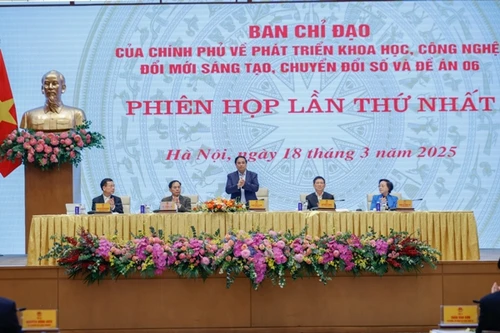 BAN CHỈ ĐẠO
CỦA CHÍNH PHỦ VỀ PHÁT TRIỂN KHOA HỌC, CÔNG NGHỆ
ĐỔI MỚI SÁNG TẠO, CHUYỂN ĐỔI SỐ VÀ ĐỀ ÁN 06
PHIÊN HỌP LẦN THỨ NHẤT
Hà Nội, ngày 18 tháng 3 năm 2025